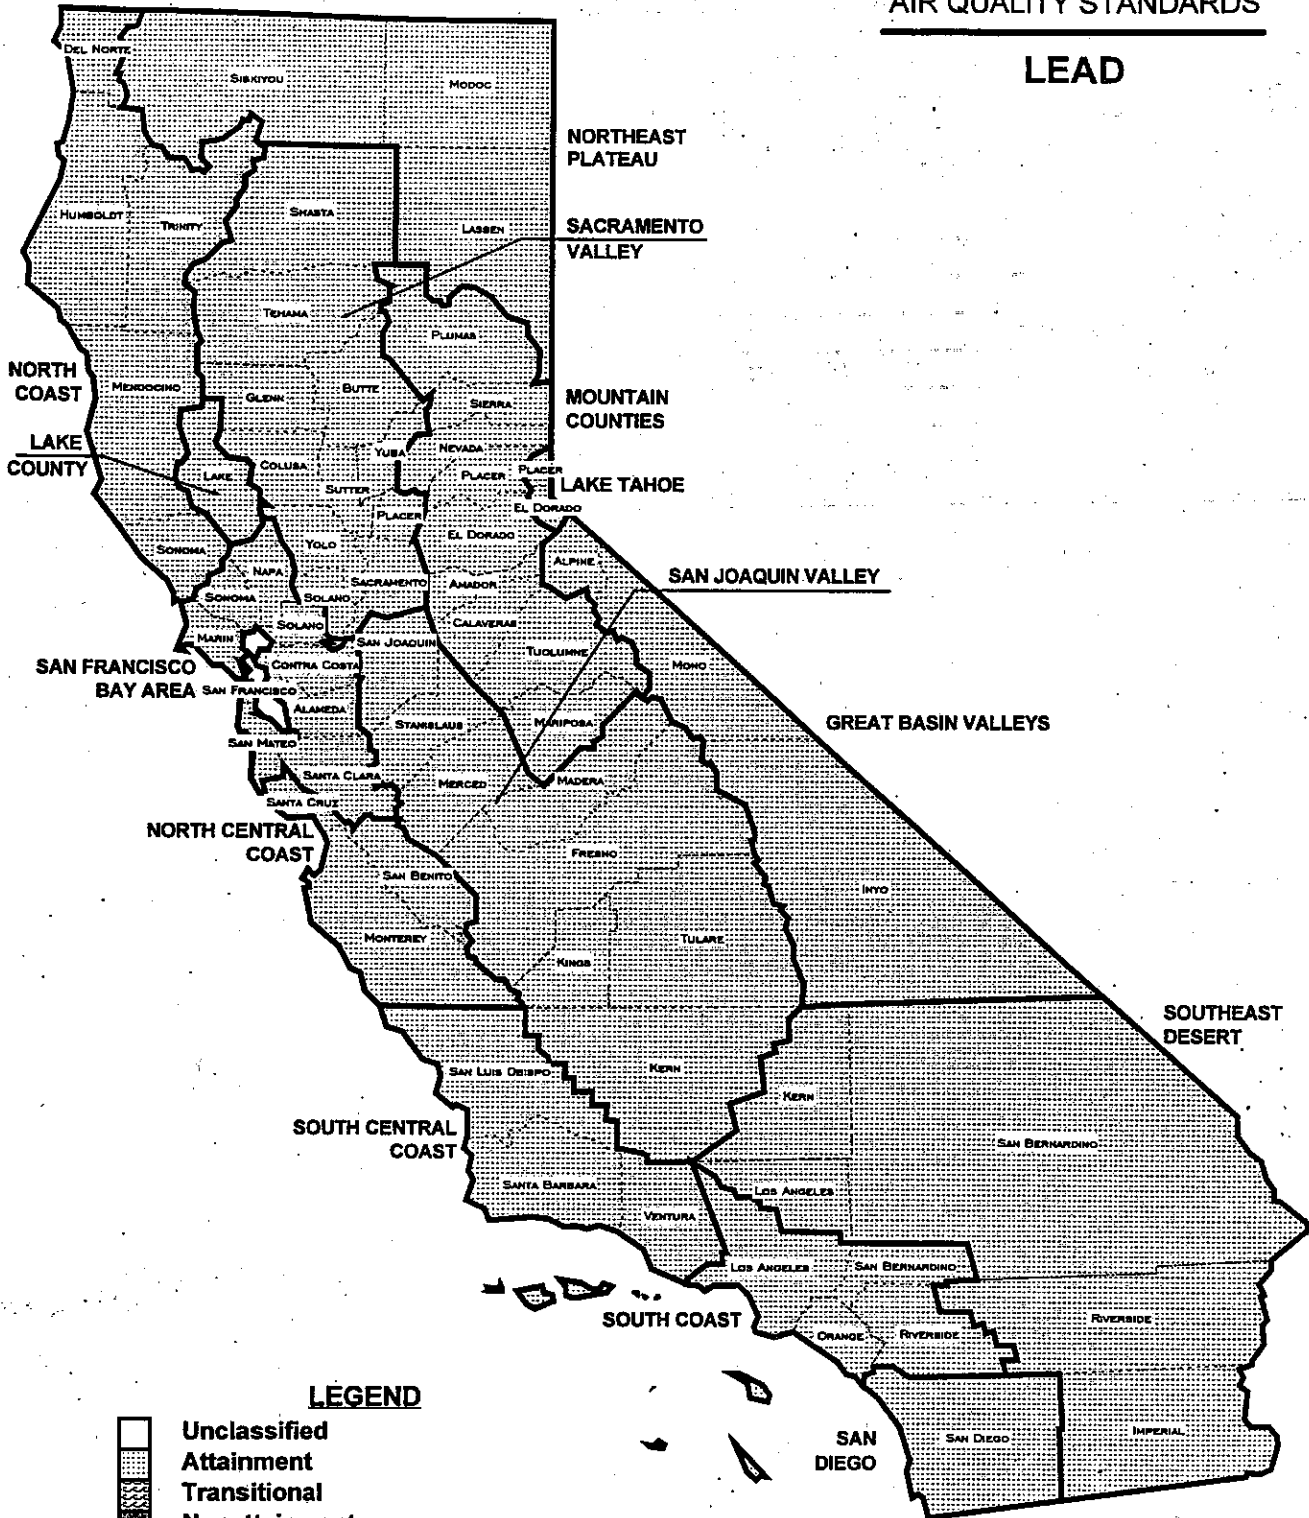 AIR QUALITY STANDARDS
LEAD
DEL NORTE
SISKIYOU
MODOC
NORTHEAST
PLATEAU
HUMBOLDT
TRINITY
SHASTA
LASSEN
SACRAMENTO
VALLEY
TEHAMA
PLUMAS
NORTH
COAST
MENDOCINO
GLENN
BUTTE
SIERRA
MOUNTAIN
COUNTIES
LAKE
COUNTY
LAKE
COLUSA
YUBA
NEVADA
PLACER
PLACER
SUTTER
LAKE TAHOE
PLACER
EL DORADO
EL DORADO
SONOMA
YOLO
ALPINE
NAPA
SACRAMENTO
AMADOR
SAN JOAQUIN VALLEY
SONOMA
SOLANO
SOLANO
CALAVERAS
MARIN
SAN JOAQUIN
TUOLUMNE
MONO
SAN FRANCISCO
BAY AREA
CONTRA COSTA
SAN FRANCISCO
ALAMEDA
STANISLAUS
MARIPOSA
GREAT BASIN VALLEYS
SAN MATEO
SANTA CLARA
MERCED
MADERA
SANTA CRUZ
NORTH CENTRAL
COAST
FRESNO
SAN BENITO
INYO
MONTEREY
TULARE
KINGS
SOUTHEAST
DESERT
SAN LUIS OBISPO
KERN
KERN
SOUTH CENTRAL
COAST
SAN BERNARDINO
SANTA BARBARA
LOS ANGELES
VENTURA
LOS ANGELES
SAN BERNARDINO
SOUTH COAST
ORANGE
RIVERSIDE
RIVERSIDE
SAN
DIEGO
SAN DIEGO
IMPERIAL
LEGEND
Unclassified
Attainment
Transitional